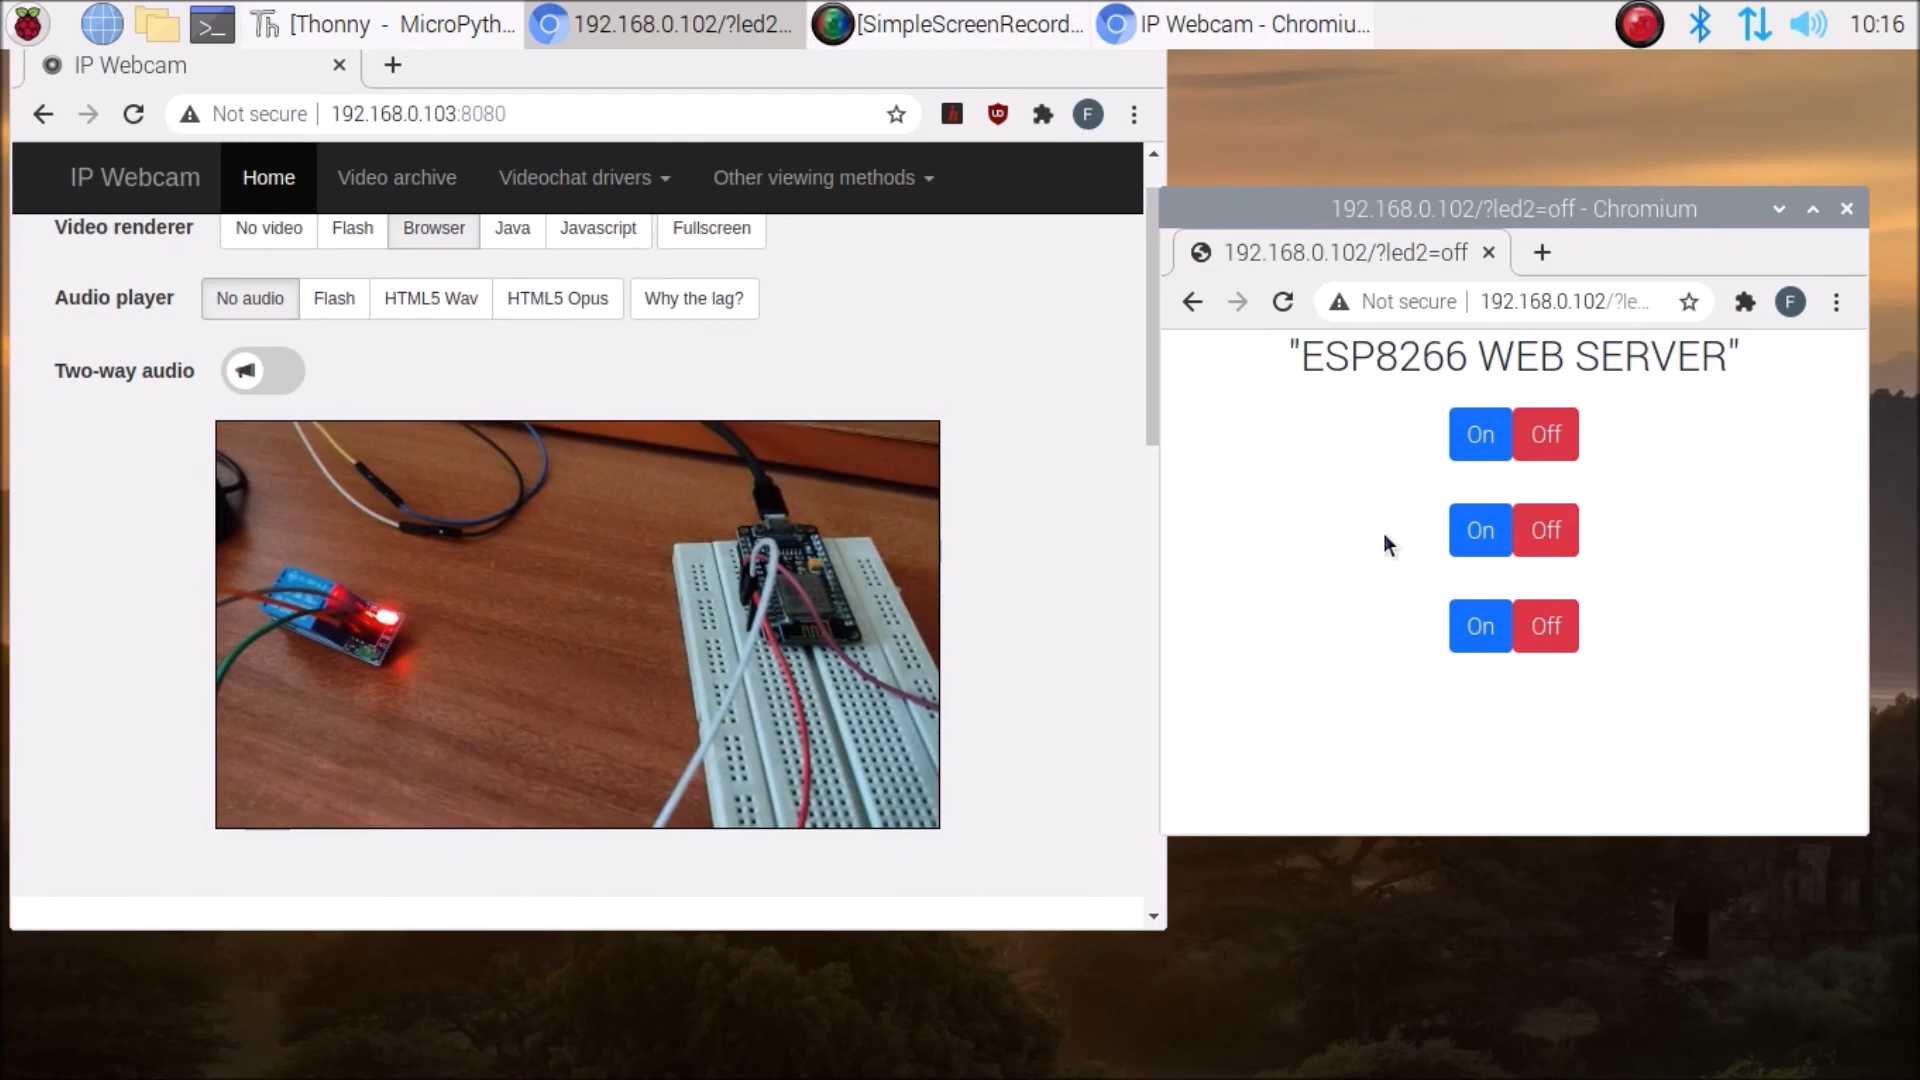 [Thonny - MicroPyth...
192.168.0.102/?led2...
[SimpleScreenRecord...
IP Webcam - Chromiu...
10:16
IP Webcam
Not secure
192.168.0.103:8080
F
IP Webcam
Home
Video archive
Videochat drivers
Other viewing methods
Video renderer
No video
Flash
Browser
Java
Javascript
Fullscreen
Audio player
No audio
Flash
HTML5 Wav
HTML5 Opus
Why the lag?
Two-way audio
192.168.0.102/?led2=off - Chromium
192.168.0.102/?led2=off
Not secure
192.168.0.102/?le...
F
"ESP8266 WEB SERVER"
On Off
On Off
On Off